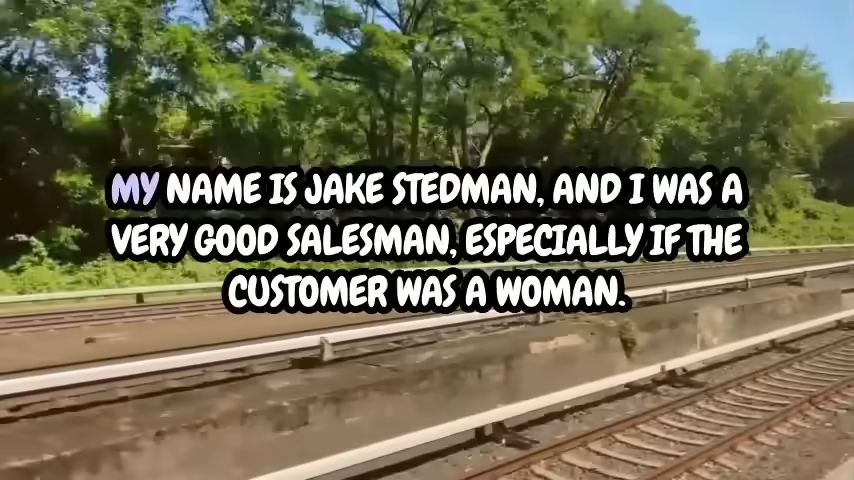 MY NAME IS JAKE STEDMAN, AND I WAS A
VERY GOOD SALESMAN, ESPECIALLY IF THE
CUSTOMER WAS A WOMAN.